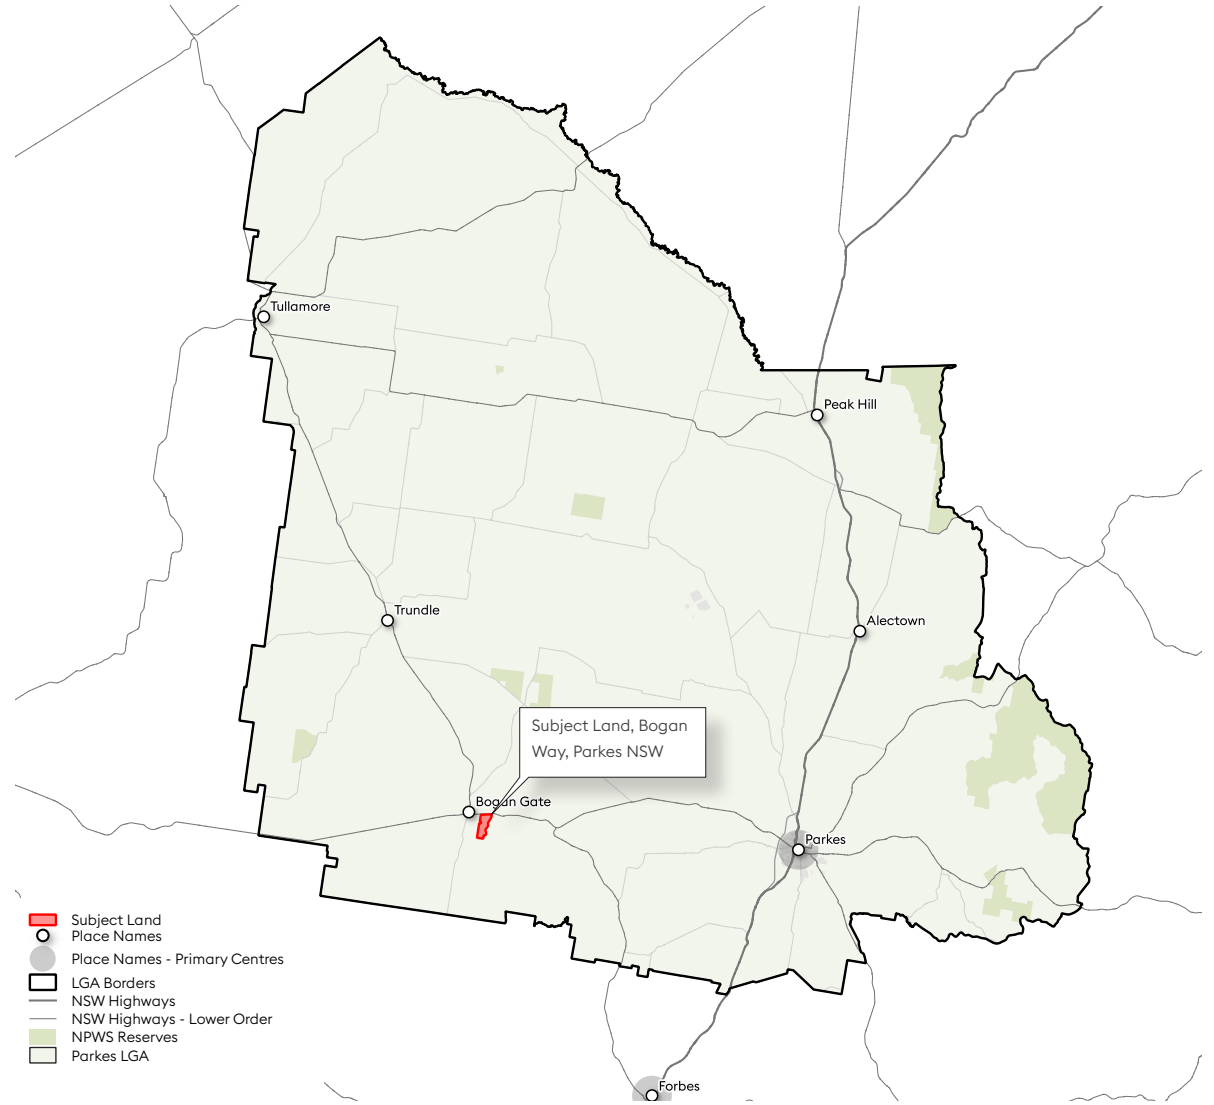 Tullamore
Peak Hill
Trundle
Alectown
Subject Land, Bogan
Way, Parkes NSW
Bogan Gate
Parkes
Subject Land
Place Names
Place Names - Primary Centres
LGA Borders
NSW Highways
NSW Highways - Lower Order
NPWS Reserves
Parkes LGA
Forbes